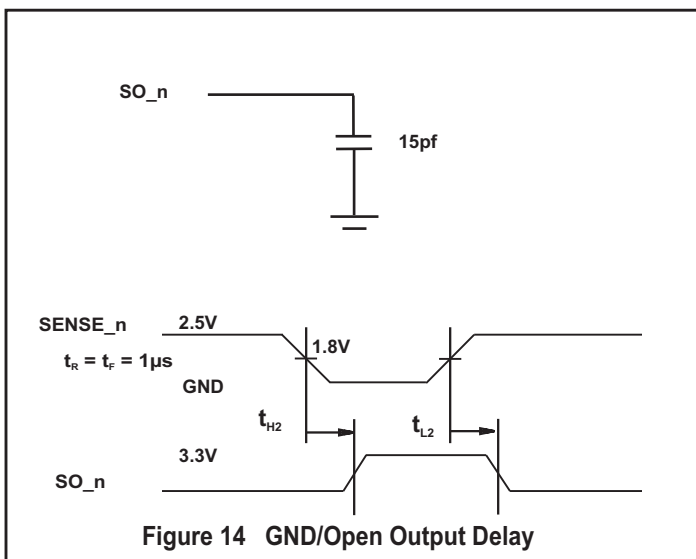 SO_n
15pf
SENSE_n 2.5V
1.8V
tR = tF = 1µs
GND
tH2 tL2
3.3V
SO_n
Figure 14 GND/Open Output Delay